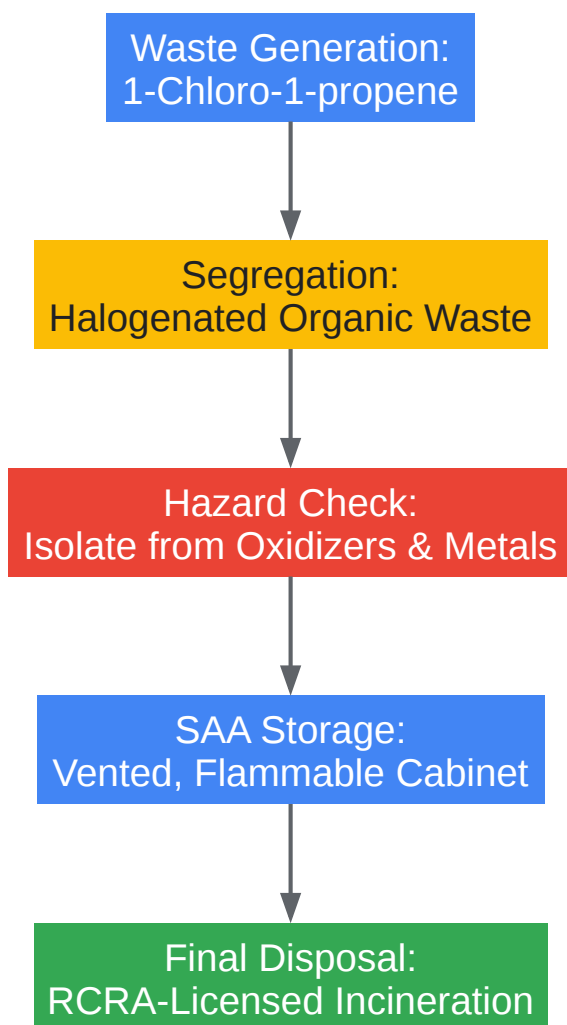 Waste Generation:
1-Chloro-1-propene
Segregation:
Halogenated Organic Waste
Hazard Check:
Isolate from Oxidizers & Metals
SAA Storage:
Vented, Flammable Cabinet
Final Disposal:
RCRA-Licensed Incineration